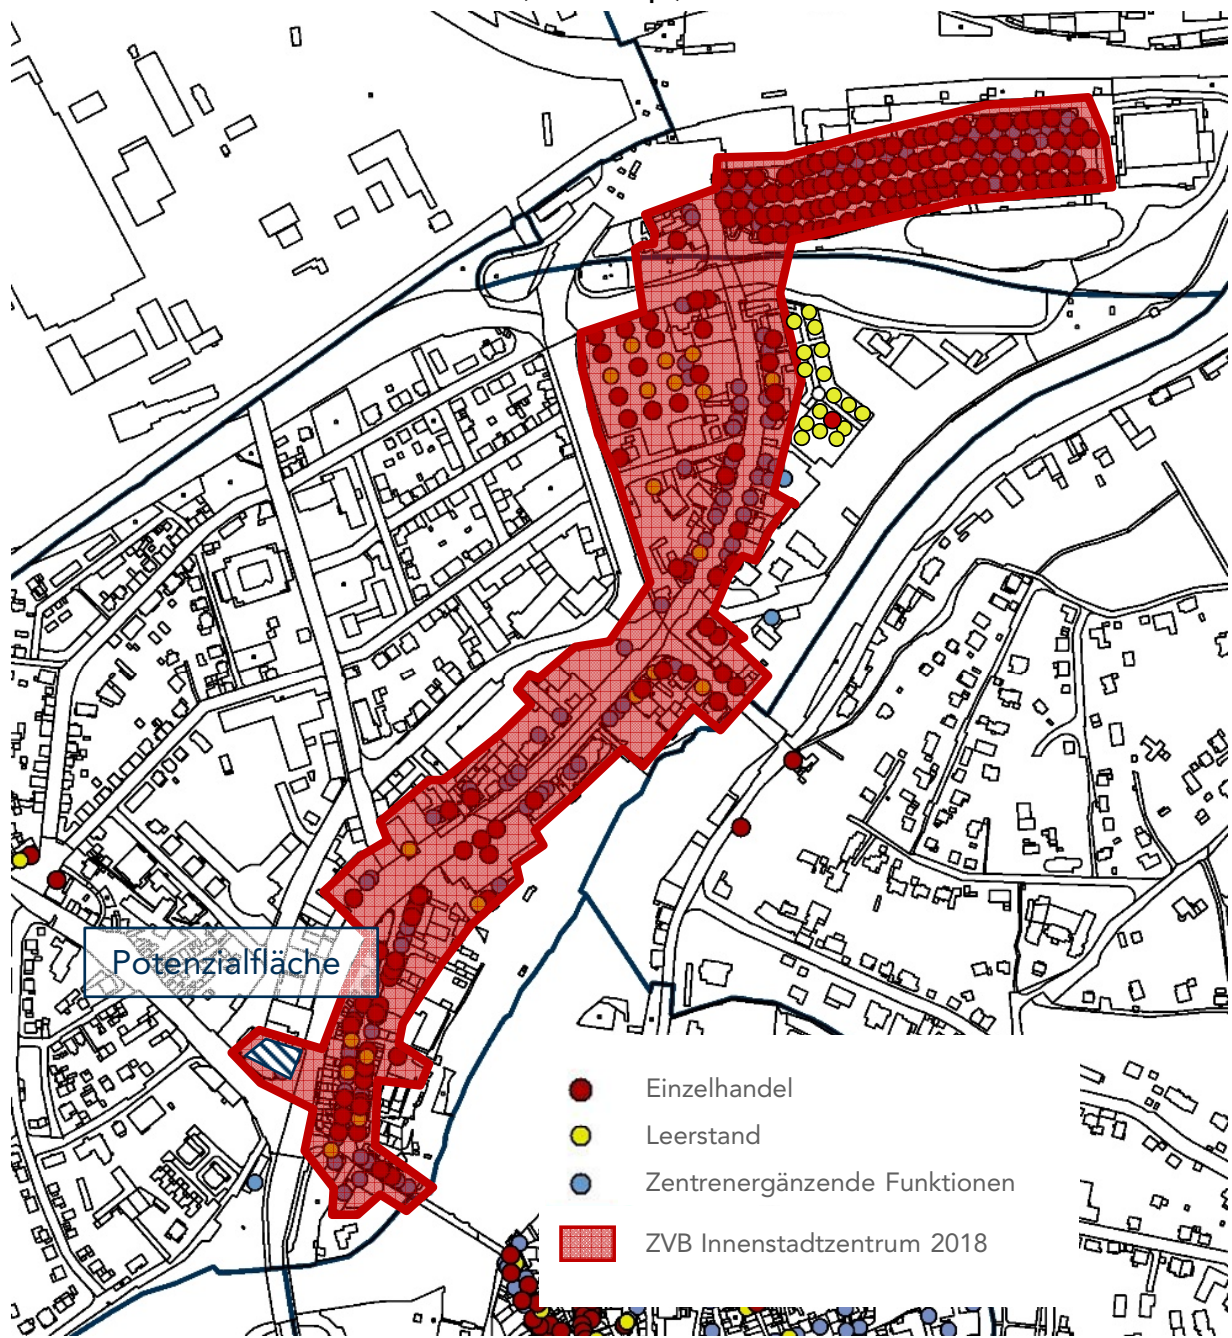 Potenzialfläche
Einzelhandel
Leerstand
Zentrenergänzende Funktionen
ZVB Innenstadtzentrum 2018